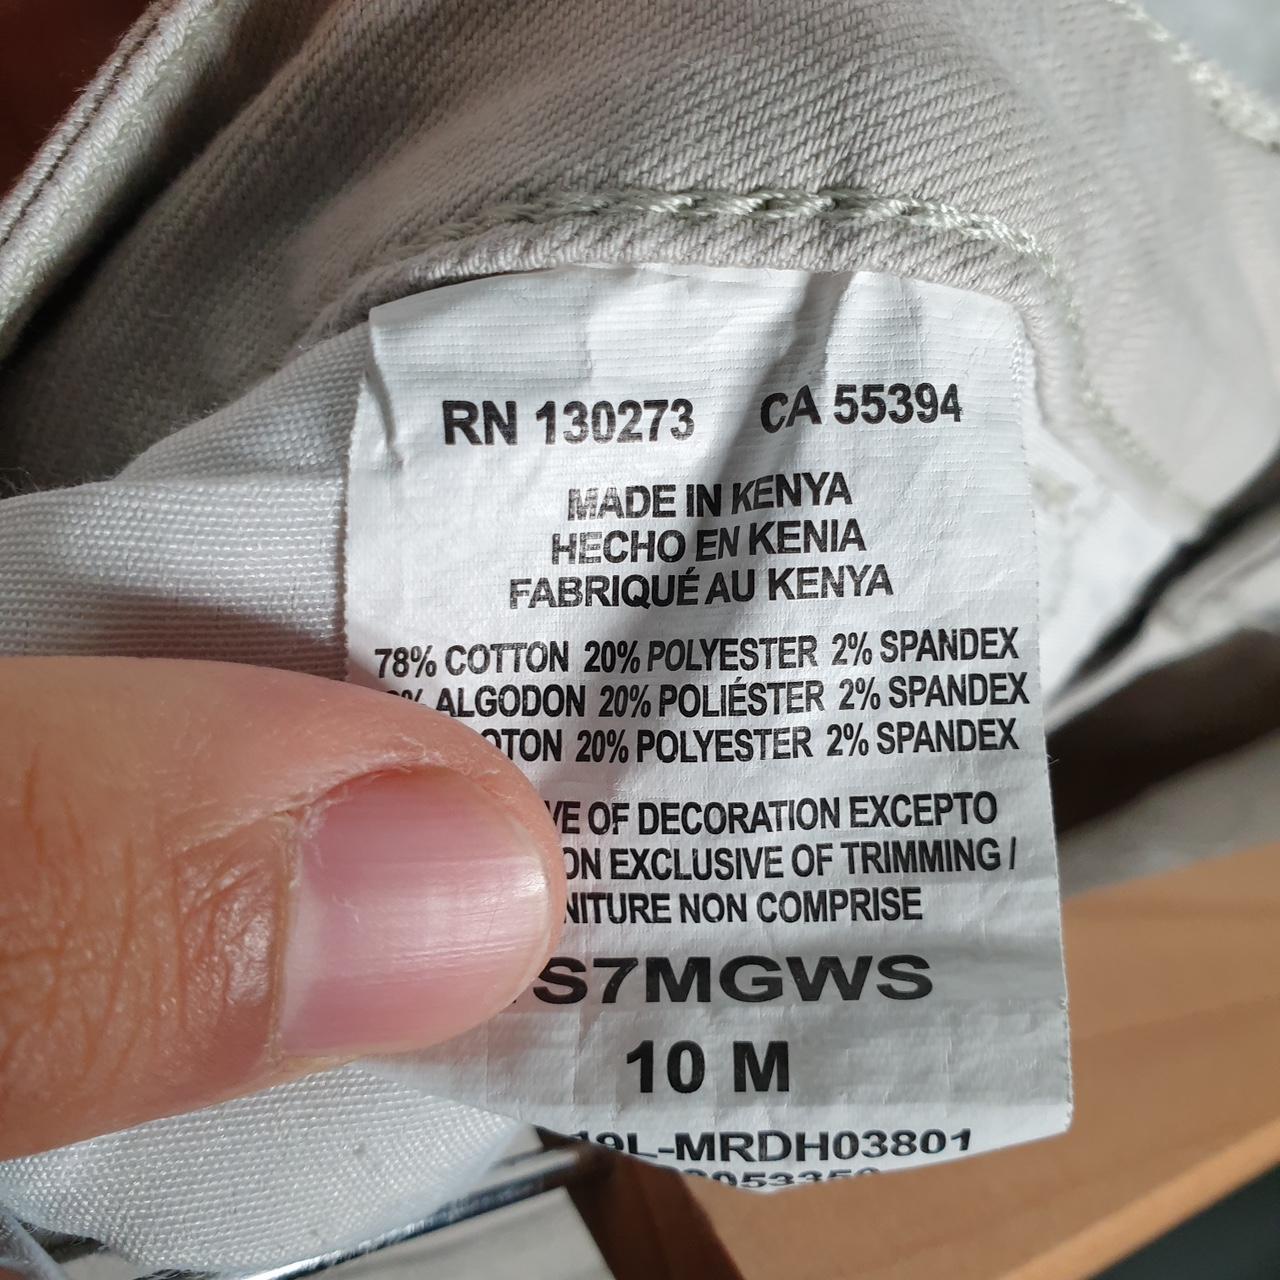 RN 130273 CA 55394
MADE IN KENYA
HECHO EN KENIA
FABRIQUÉ AU KENYA
78% COTTON 20% POLYESTER 2% SPANDEX
ALGODON 20% POLIÉSTER 2% SPANDEX
20% POLYESTER 2% SPANDEX
OF DECORATION EXCEPTO
EXCLUSIVE OF TRIMMING /
NON COMPRISE
S7MGWS
10 M
19L-MRDH03801